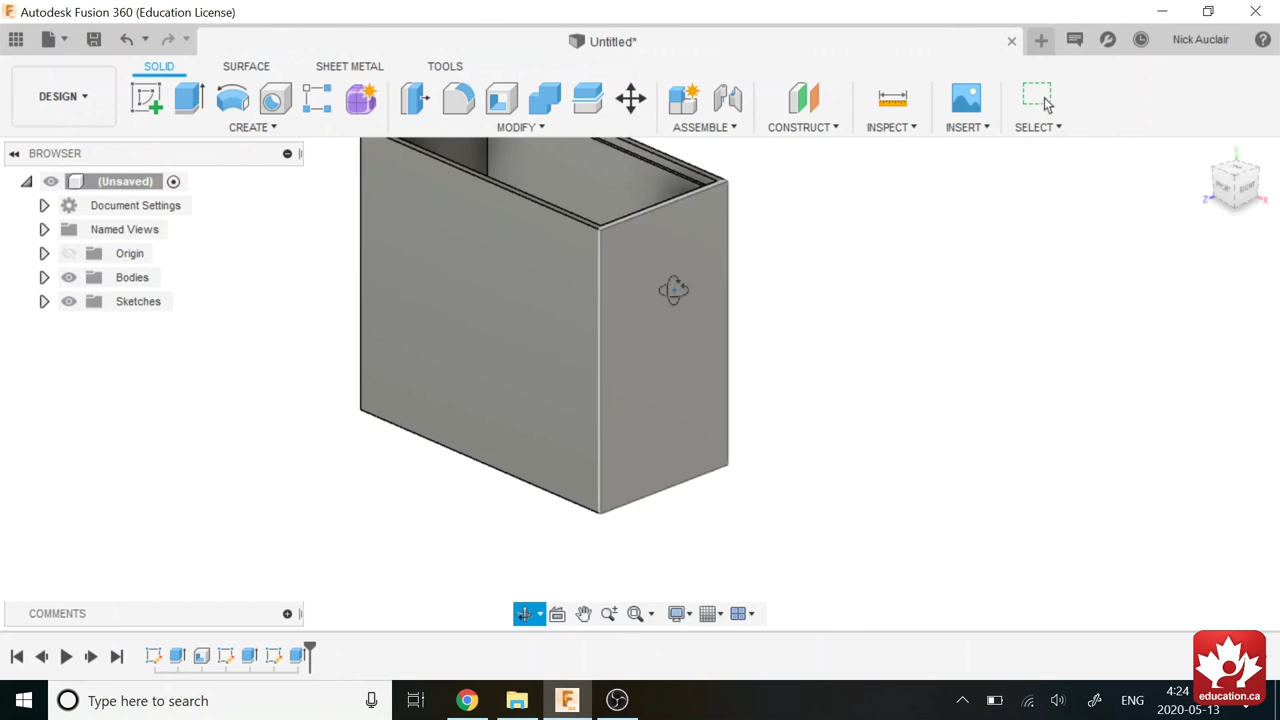 Autodesk Fusion 360 (Education License)
Untitled*
Nick Auclair
SOLID SURFACE SHEET METAL TOOLS
DESIGN
CREATE MODIFY ASSEMBLE CONSTRUCT INSPECT INSERT SELECT
BROWSER
(Unsaved)
Document Settings
Named Views
Origin
Bodies
Sketches
FRONT RIGHT
Y
Z X
COMMENTS
Type here to search
ENG
4:24
2020-05-13
education.ca